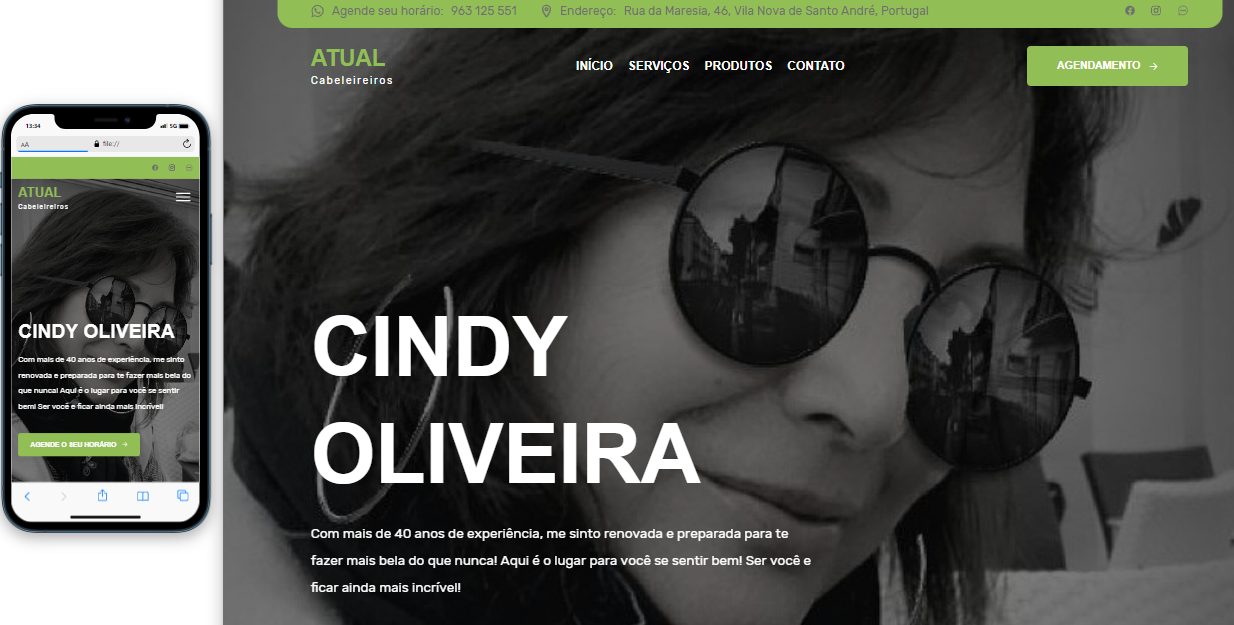 Agende seu horário: 963 125 551 Endereço: Rua da Maresia, 46, Vila Nova de Santo André, Portugal
ATUAL
Cabeleireiros
INÍCIO SERVIÇOS PRODUTOS CONTATO
AGENDAMENTO →
CINDY
OLIVEIRA
Com mais de 40 anos de experiência, me sinto renovada e preparada para te
fazer mais bela do que nunca! Aqui é o lugar para você se sentir bem! Ser você e
ficar ainda mais incrível!
13:34 5G
AA file://
ATUAL
Cabeleireiros
CINDY OLIVEIRA
Com mais de 40 anos de experiência, me sinto
renovada e preparada para te fazer mais bela do
que nunca! Aqui é o lugar para você se sentir
bem! Ser você e ficar ainda mais incrível!
AGENDE O SEU HORÁRIO →